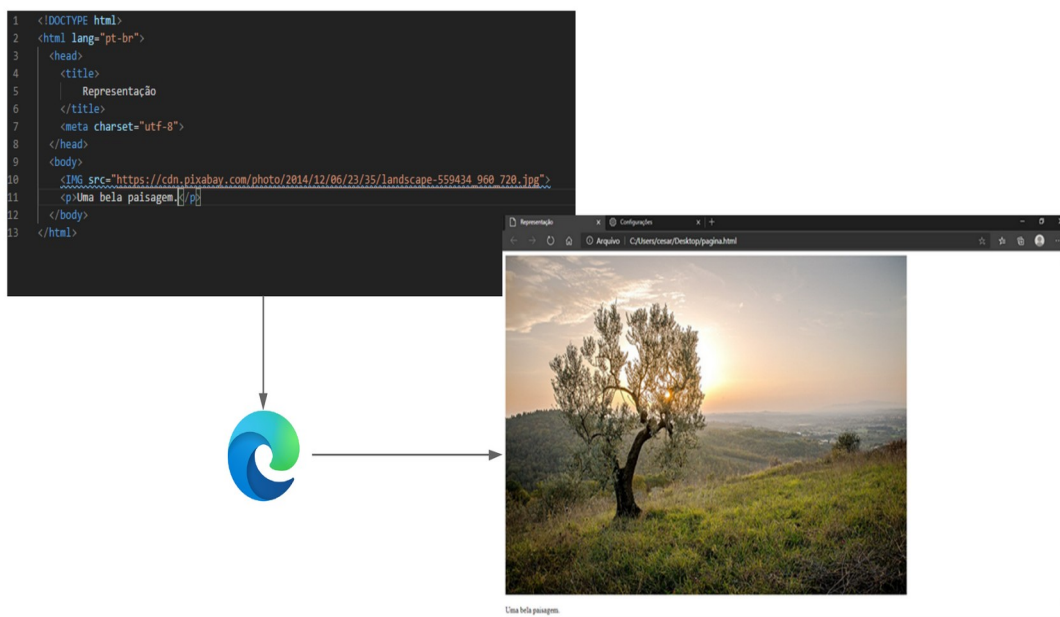 1 <!DOCTYPE html>
2 <html lang="pt-br">
3 <head>
4 <title>
5 Representação
6 </title>
7 <meta charset="utf-8">
8 </head>
9 <body>
10 <IMG src="https://cdn.pixabay.com/photo/2014/12/06/23/35/landscape-559434_960_720.jpg">
11 <p>Uma bela paisagem.</p>
12 </body>
13 </html>
Representação x Configurações x +
Arquivo | C:/Users/cesar/Desktop/pagina.html
Uma bela paisagem.